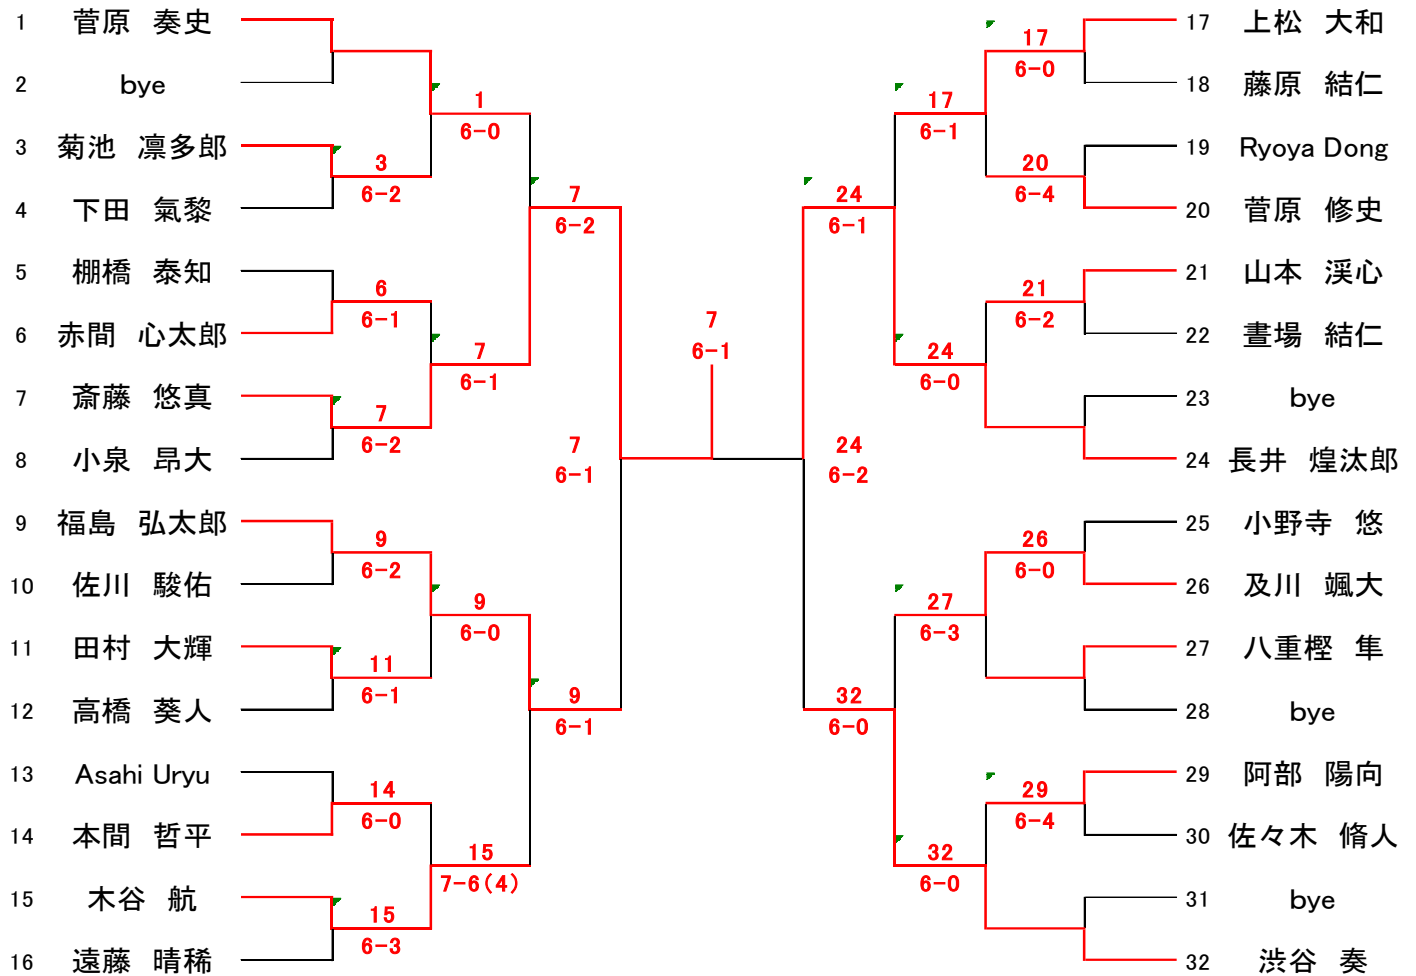 1 菅原 奏史
2 bye
3 菊池 凛多郎
4 下田 氣黎
5 棚橋 泰知
6 赤間 心太郎
7 斎藤 悠真
8 小泉 昂大
9 福島 弘太郎
10 佐川 駿佑
11 田村 大輝
12 高橋 葵人
13 Asahi Uryu
14 本間 哲平
15 木谷 航
16 遠藤 晴稀
3
6-2
6
6-1
7
6-2
9
6-2
11
6-1
14
6-0
15
6-3
1
6-0
7
6-1
9
6-0
15
7-6(4)
7
6-2
9
6-1
7
6-1
7
6-1
24
6-2
24
6-1
32
6-0
17
6-1
24
6-0
27
6-3
32
6-0
17
6-0
20
6-4
21
6-2
26
6-0
29
6-4
17 上松 大和
18 藤原 結仁
19 Ryoya Dong
20 菅原 修史
21 山本 渓心
22 晝場 結仁
23 bye
24 長井 煌汰郎
25 小野寺 悠
26 及川 颯大
27 八重樫 隼
28 bye
29 阿部 陽向
30 佐々木 脩人
31 bye
32 渋谷 奏